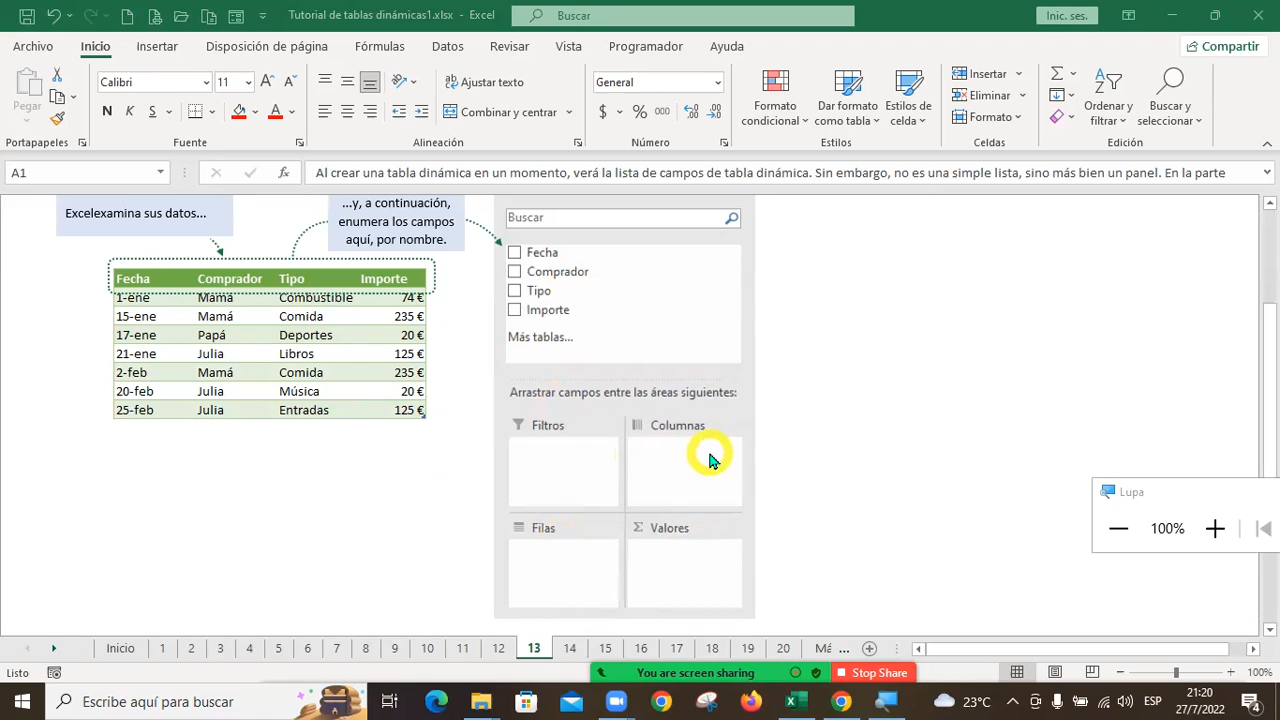 Tutorial de tablas dinámicas1.xlsx - Excel
Buscar
Inic. ses.
Archivo Inicio Insertar Disposición de página Fórmulas Datos Revisar Vista Programador Ayuda
Compartir
Pegar
Calibri 11
N K S
Ajustar texto
Combinar y centrar
General
$ % 000
Formato condicional
Dar formato como tabla
Estilos de celda
Insertar
Eliminar
Formato
Ordenar y filtrar
Buscar y seleccionar
Portapapeles Fuente Alineación Número Estilos Celdas Edición
A1
Al crear una tabla dinámica en un momento, verá la lista de campos de tabla dinámica. Sin embargo, no es una simple lista, sino más bien un panel. En la parte
Excelexamina sus datos...
...y, a continuación,
enumera los campos
aquí, por nombre.
Fecha Comprador Tipo Importe
1-ene Mamá Combustible 74 €
15-ene Mamá Comida 235 €
17-ene Papá Deportes 20 €
21-ene Julia Libros 125 €
2-feb Mamá Comida 235 €
20-feb Julia Música 20 €
25-feb Julia Entradas 125 €
Buscar
Fecha
Comprador
Tipo
Importe
Más tablas...
Arrastrar campos entre las áreas siguientes:
Filtros Columnas
Filas Valores
Lupa
100%
Inicio 1 2 3 4 5 6 7 8 9 10 11 12 13 14 15 16 17 18 19 20 Má ...
Listo
You are screen sharing
Stop Share
100%
Escribe aquí para buscar
23°C
ESP
21:20
27/7/2022
4